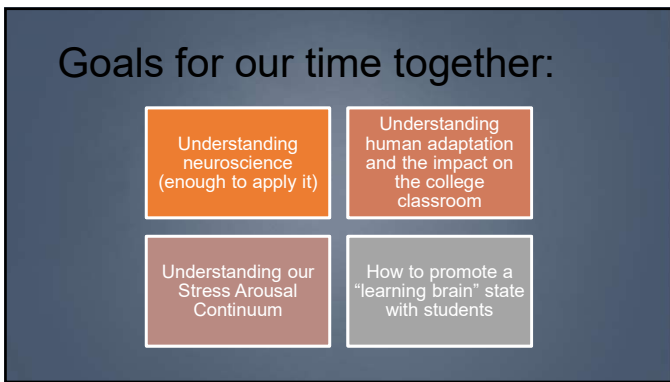 Goals for our time together:
Understanding
neuroscience
(enough to apply it)
Understanding
human adaptation
and the impact on
the college
classroom
Understanding our
Stress Arousal
Continuum
How to promote a
“learning brain” state
with students